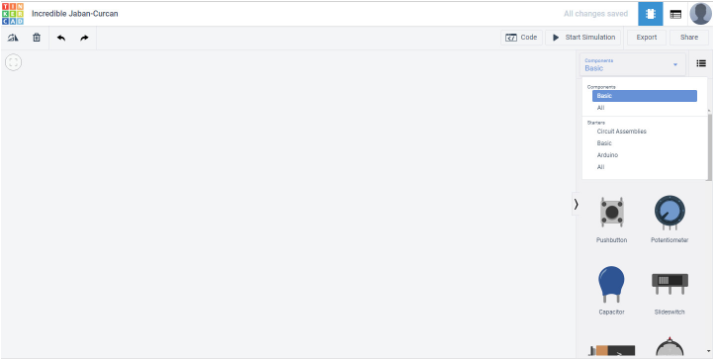 TIN
KER
CAD
Incredible Jaban-Curcan
All changes saved
Code
Start Simulation
Export
Share
Components
Basic
Components
Basic
All
Starters
Circuit Assemblies
Basic
Arduino
All
Pushbutton
Potentiometer
Capacitor
Slideswitch